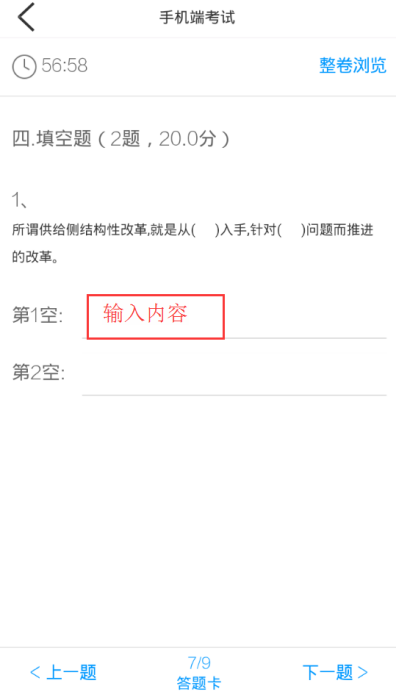 手机端考试
56:58 整卷浏览
四.填空题（2题，20.0分）
1、
所谓供给侧结构性改革,就是从(　)入手,针对(　)问题而推进
的改革。
第1空: 输入内容
第2空:
< 上一题 7/9 下一题 >
答题卡